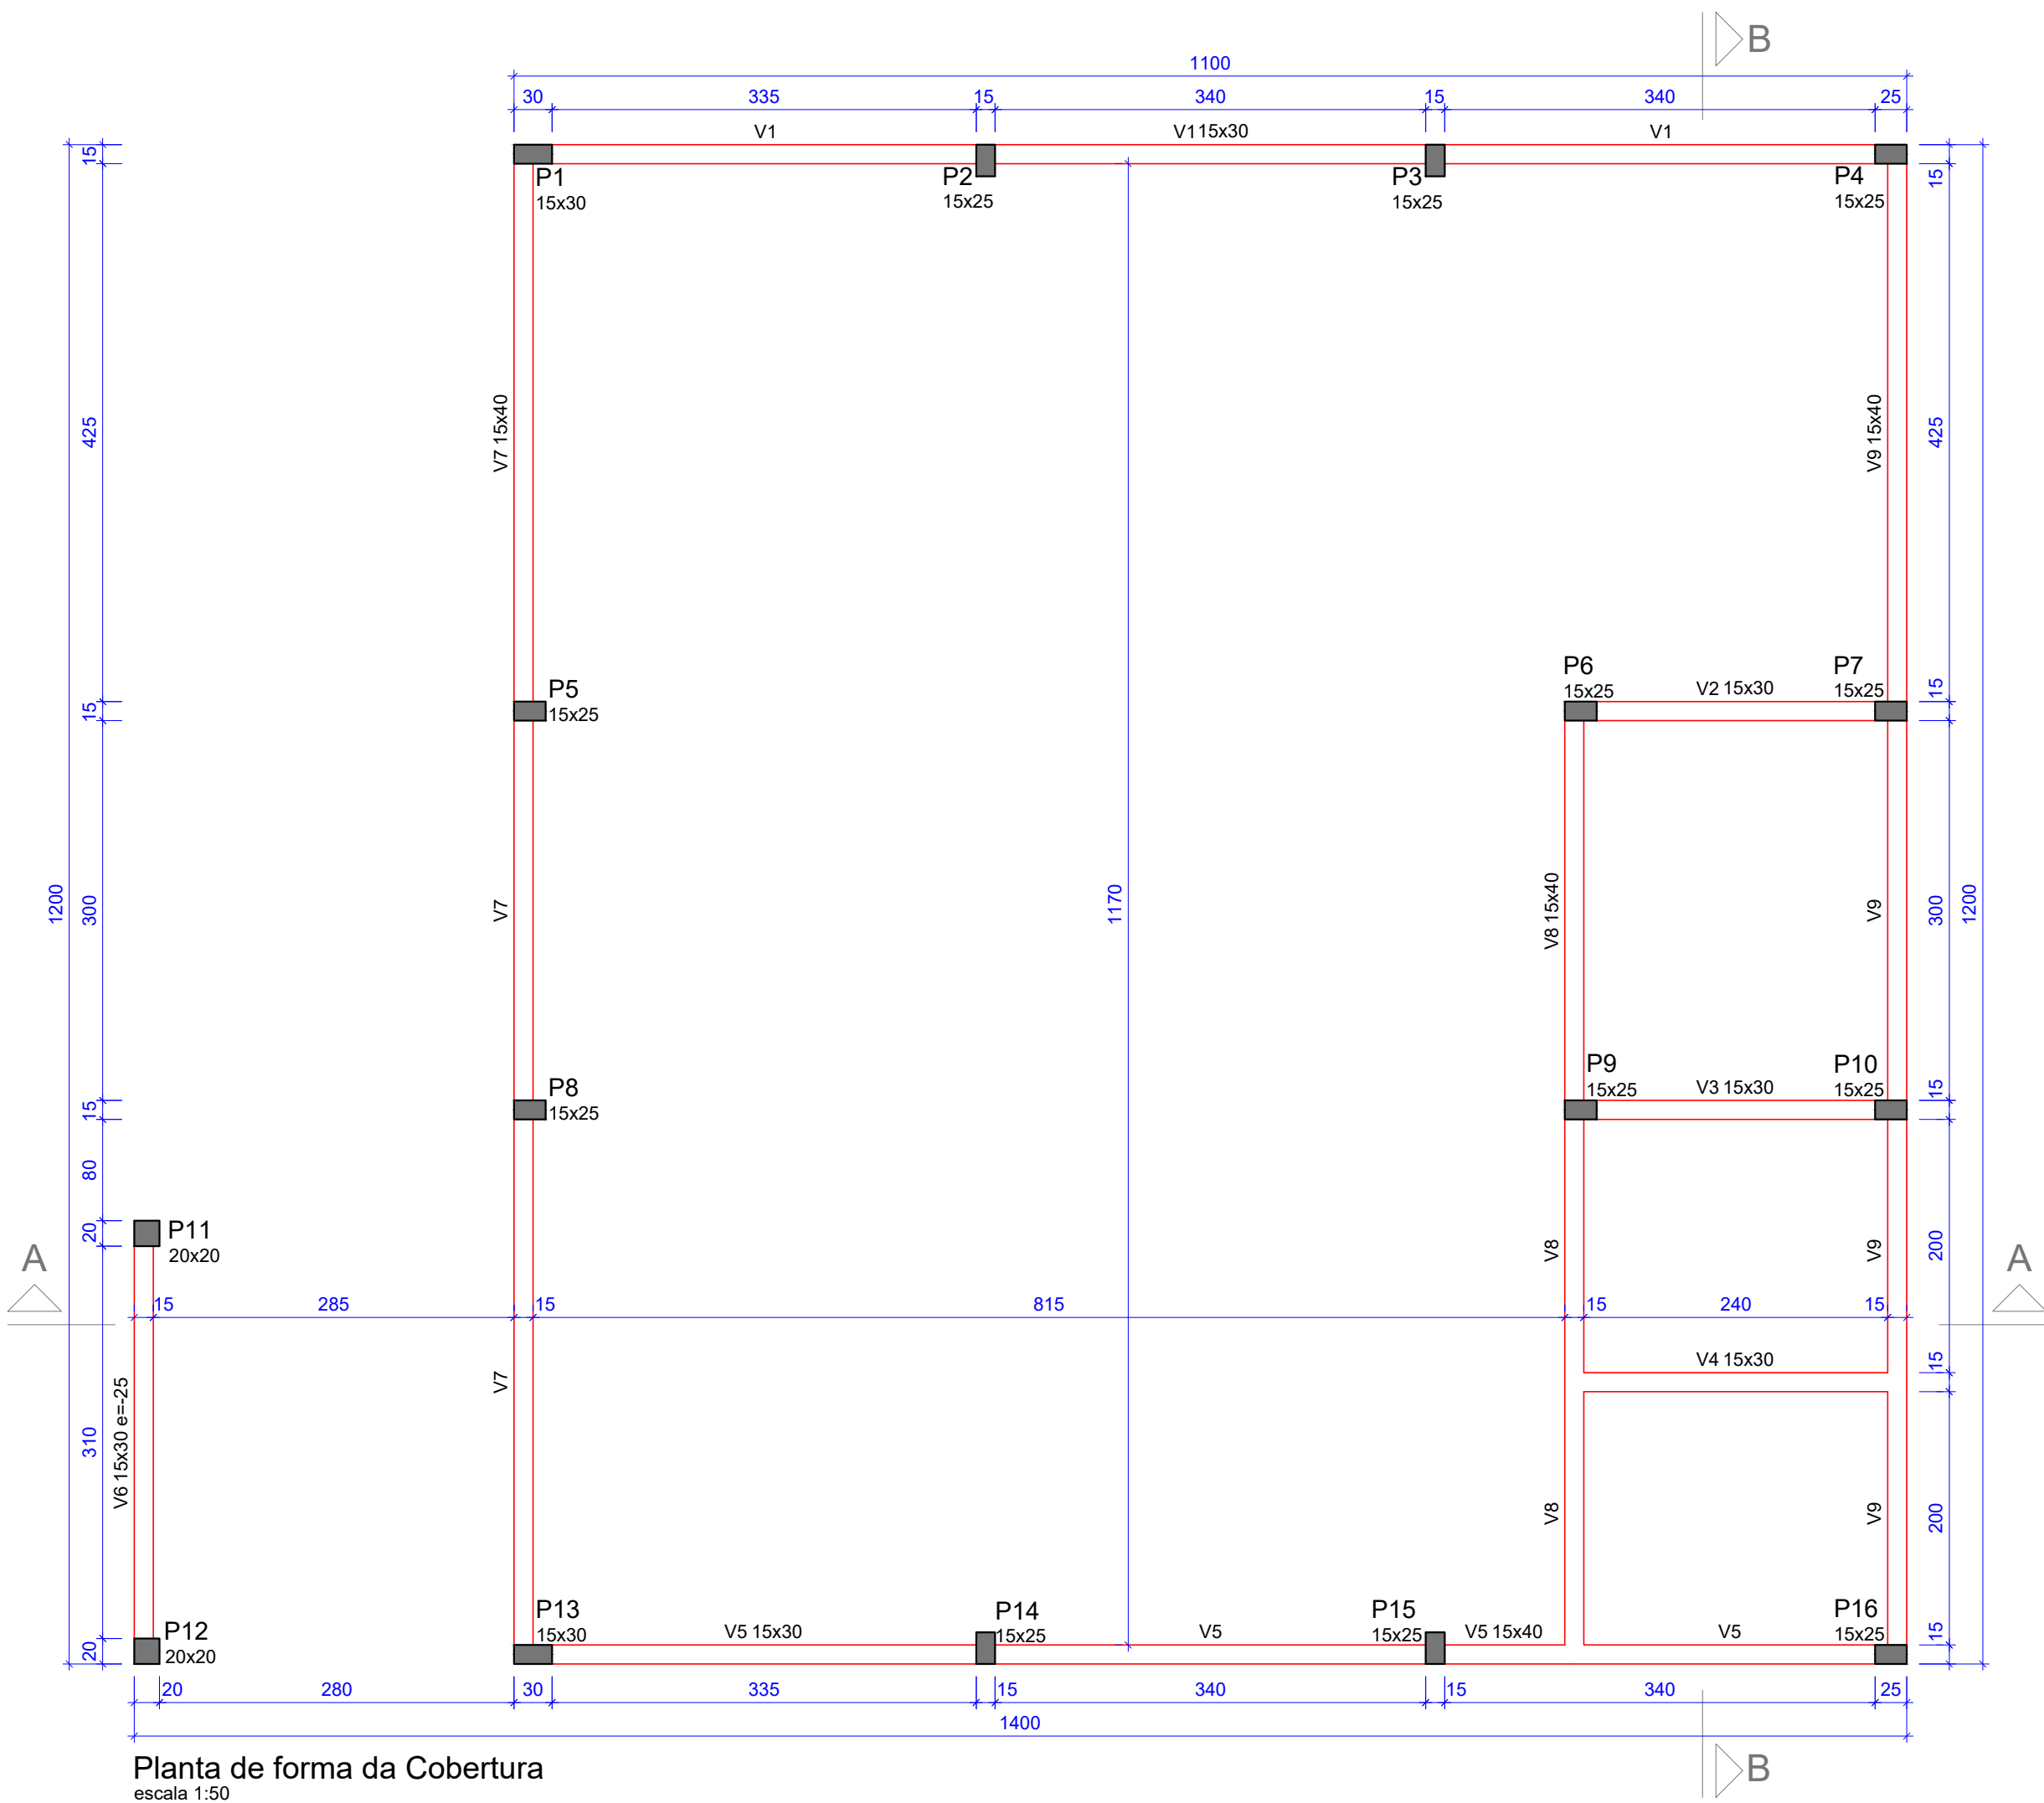 B
1100
30 335 15 340 15 340 25
V1 V1 15x30 V1
15 15
P1 P2 P3 P4
15x30 15x25 15x25 15x25
425 V7 15x40 V9 15x40 425
P6 P7
15x25 V2 15x30 15x25
P5
15x25
15 15
1200 300 V7 1170 V8 15x40 V9 300 1200
P9 P10
15x25 V3 15x30 15x25
P8
15x25
15 15
80
20 P11
20x20
A V8 V9 200 A
15 285 15 815 15 240 15
V4 15x30 15
V7
310 V6 15x30 e=-25
V8 V9 200
P13 P14 P15 P16
15x30 V5 15x30 15x25 V5 15x25 V5 15x40 V5 15x25
P12
20x20
20 15
20 280 30 335 15 340 15 340 25
1400
Planta de forma da Cobertura
escala 1:50
B